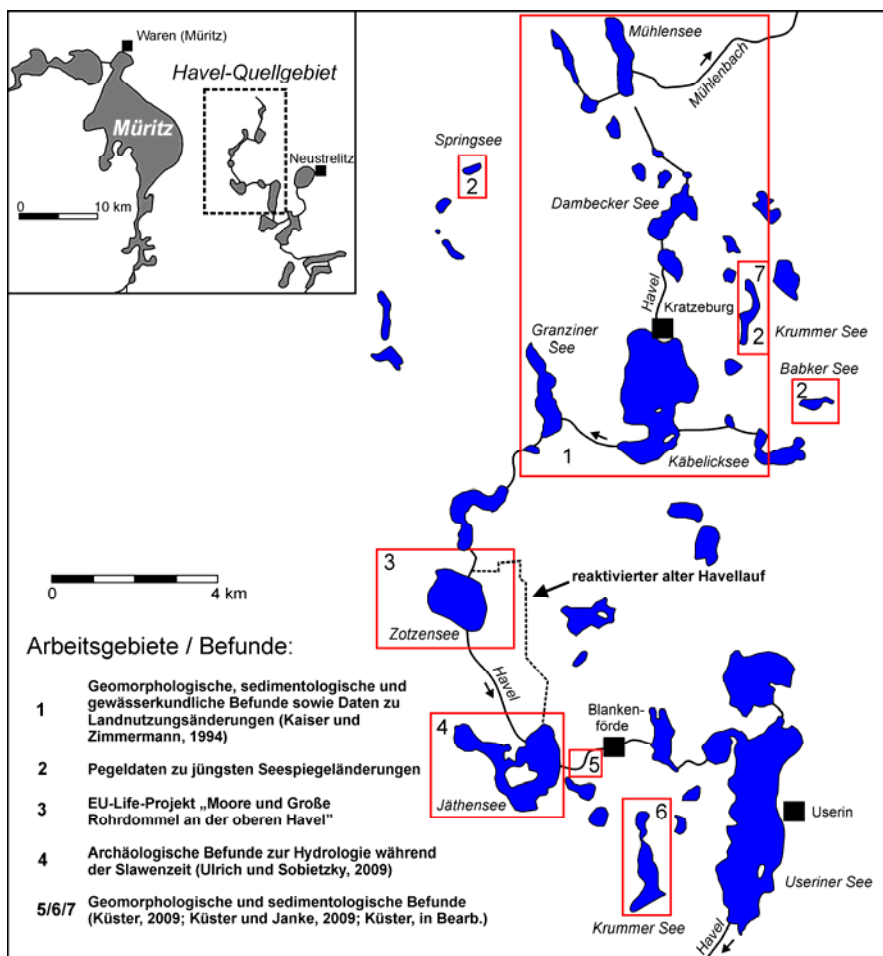 Waren (Müritz)
Havel-Quellgebiet
Müritz
Neustrelitz
0
10 km
Mühlensee
Mühlenbach
Springsee
2
Dambecker See
Havel
Kratzeburg
7
2
Krummer See
Granziner
See
Babker See
2
1
Käbelicksee
0
4 km
3
reaktivierter alter Havellauf
Zotzensee
Havel
4
Jäthensee
Blanken-
förde
5
6
Krummer See
Userin
Useriner See
Havel
Arbeitsgebiete / Befunde:
1 Geomorphologische, sedimentologische und
gewässerkundliche Befunde sowie Daten zu
Landnutzungsänderungen (Kaiser und
Zimmermann, 1994)
2 Pegeldaten zu jüngsten Seespiegeländerungen
3 EU-Life-Projekt „Moore und Große
Rohrdommel an der oberen Havel"
4 Archäologische Befunde zur Hydrologie während
der Slawenzeit (Ulrich und Sobietzky, 2009)
5/6/7 Geomorphologische und sedimentologische Befunde
(Küster, 2009; Küster und Janke, 2009; Küster, in Bearb.)